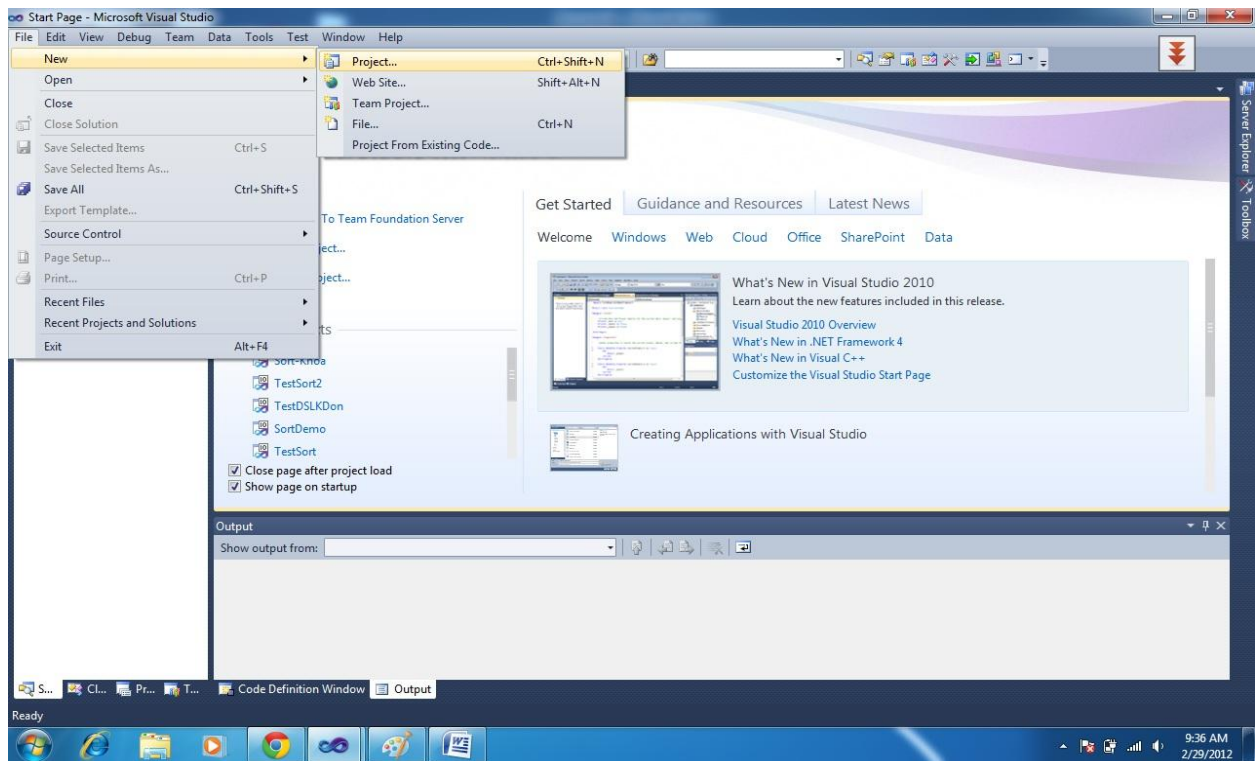 Start Page - Microsoft Visual Studio
File Edit View Debug Team Data Tools Test Window Help
New
Open
Close
Close Solution
Save Selected Items Ctrl+S
Save Selected Items As...
Save All Ctrl+Shift+S
Export Template...
Source Control
Page Setup...
Print... Ctrl+P
Recent Files
Recent Projects and Solutions
Exit Alt+F4
Project... Ctrl+Shift+N
Web Site... Shift+Alt+N
Team Project...
File... Ctrl+N
Project From Existing Code...
To Team Foundation Server
TestSort2
TestDSLKDon
SortDemo
TestSort
Close page after project load
Show page on startup
Get Started Guidance and Resources Latest News
Welcome Windows Web Cloud Office SharePoint Data
What's New in Visual Studio 2010
Learn about the new features included in this release.
Visual Studio 2010 Overview
What's New in .NET Framework 4
What's New in Visual C++
Customize the Visual Studio Start Page
Creating Applications with Visual Studio
Server Explorer
Toolbox
Output
Show output from:
S... Cl... Pr... T... Code Definition Window Output
Ready
9:36 AM
2/29/2012